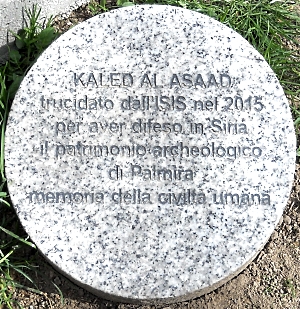 KALED AL ASAAD
trucidato dall'ISIS nel 2015
per aver difeso in Siria
il patrimonio archeologico
di Palmira
memoria della civiltà umana